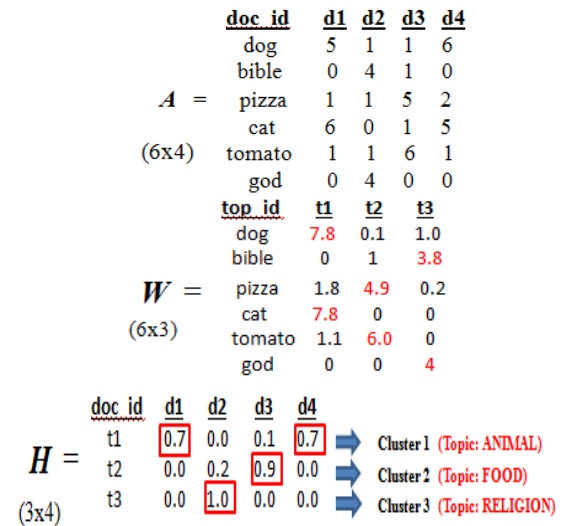 doc_id d1 d2 d3 d4
dog 5 1 1 6
bible 0 4 1 0
A = pizza 1 1 5 2
cat 6 0 1 5
(6x4) tomato 1 1 6 1
god 0 4 0 0
top_id t1 t2 t3
dog 7.8 0.1 1.0
bible 0 1 3.8
W = pizza 1.8 4.9 0.2
cat 7.8 0 0
(6x3) tomato 1.1 6.0 0
god 0 0 4
doc_id d1 d2 d3 d4
t1 0.7 0.0 0.1 0.7 Cluster 1 (Topic: ANIMAL)
H = t2 0.0 0.2 0.9 0.0 Cluster 2 (Topic: FOOD)
(3x4) t3 0.0 1.0 0.0 0.0 Cluster 3 (Topic: RELIGION)